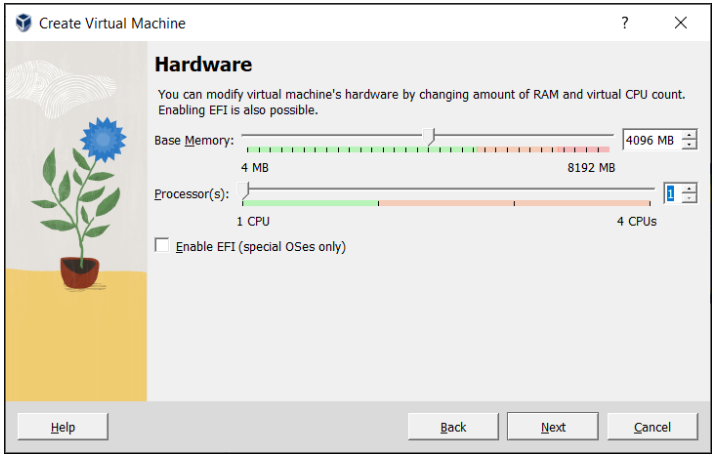 Create Virtual Machine
?
Hardware
You can modify virtual machine's hardware by changing amount of RAM and virtual CPU count.
Enabling EFI is also possible.
Base Memory: 4096 MB
4 MB 8192 MB
Processor(s): 1
1 CPU 4 CPUs
Enable EFI (special OSes only)
Help Back Next Cancel